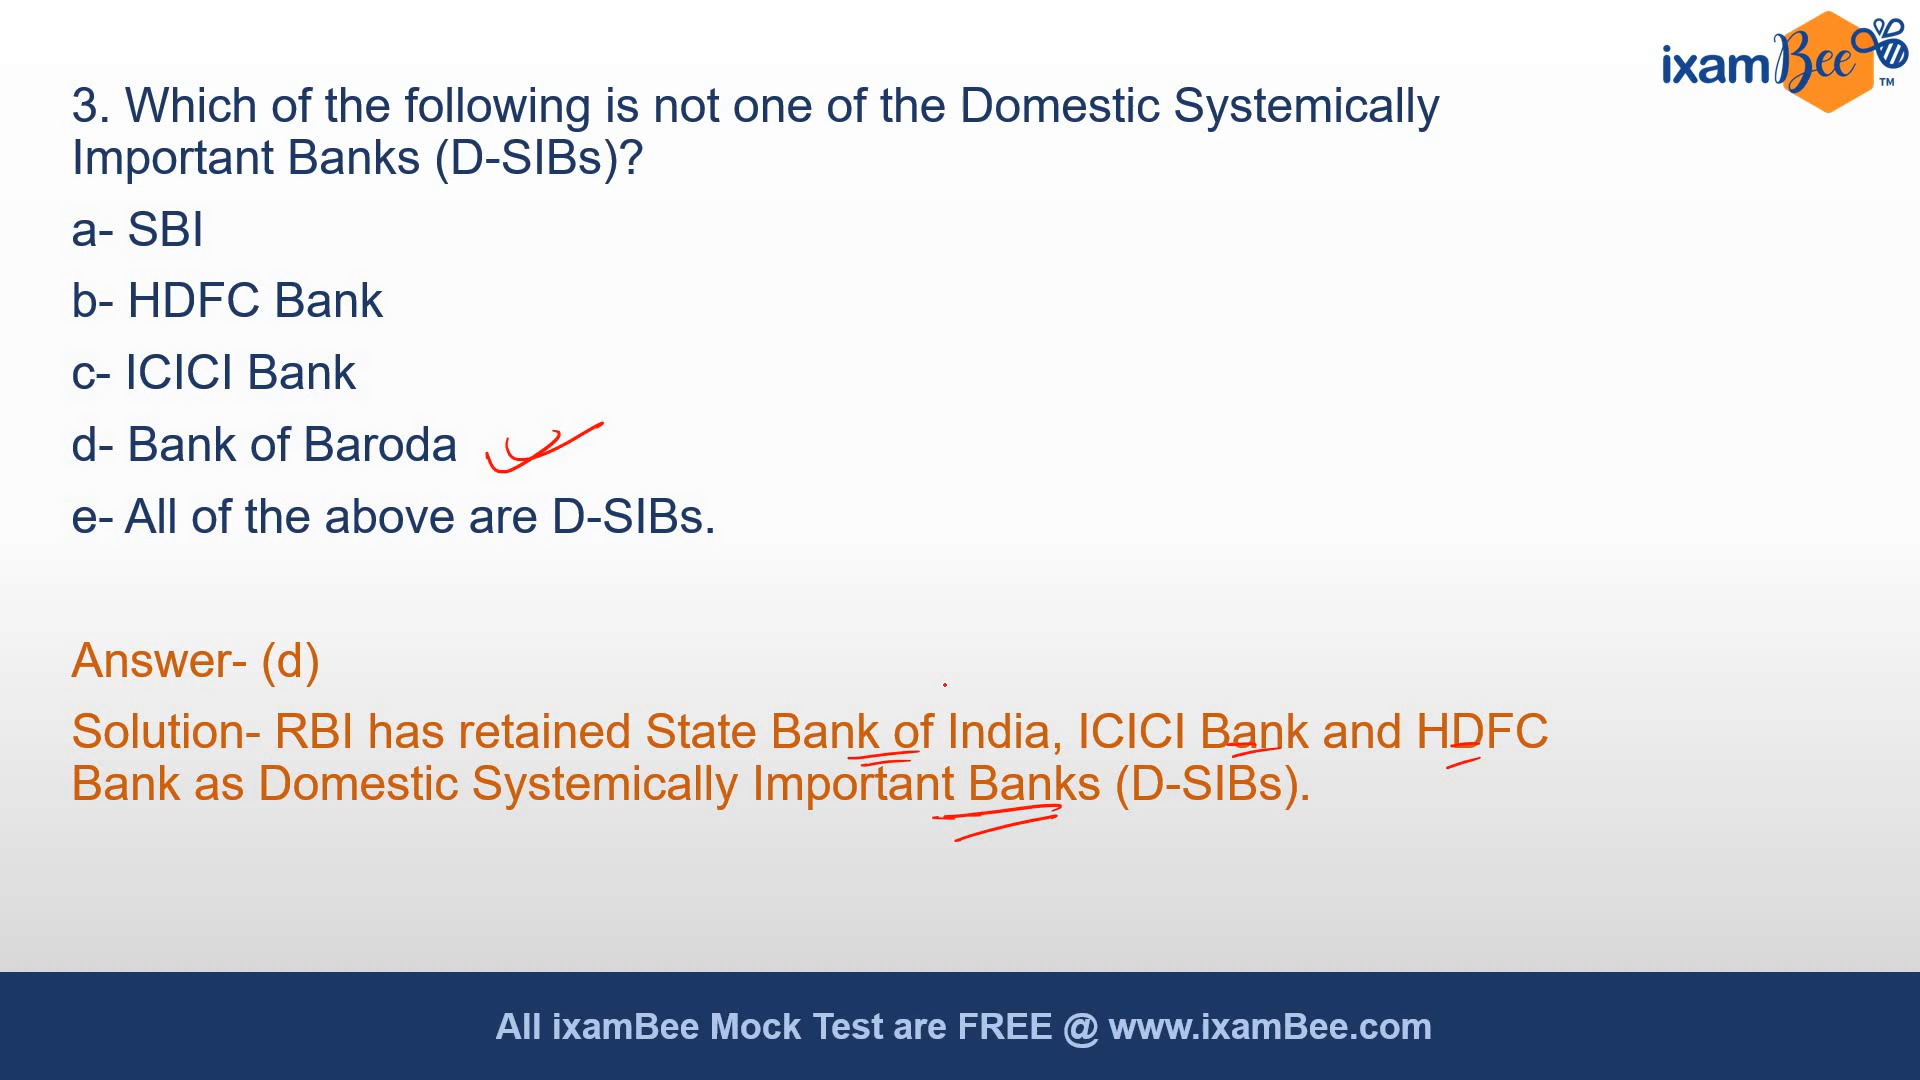 ixamBee™
3. Which of the following is not one of the Domestic Systemically
Important Banks (D-SIBs)?
a- SBI
b- HDFC Bank
c- ICICI Bank
d- Bank of Baroda
e- All of the above are D-SIBs.
Answer- (d)
Solution- RBI has retained State Bank of India, ICICI Bank and HDFC
Bank as Domestic Systemically Important Banks (D-SIBs).
All ixamBee Mock Test are FREE @ www.ixamBee.com